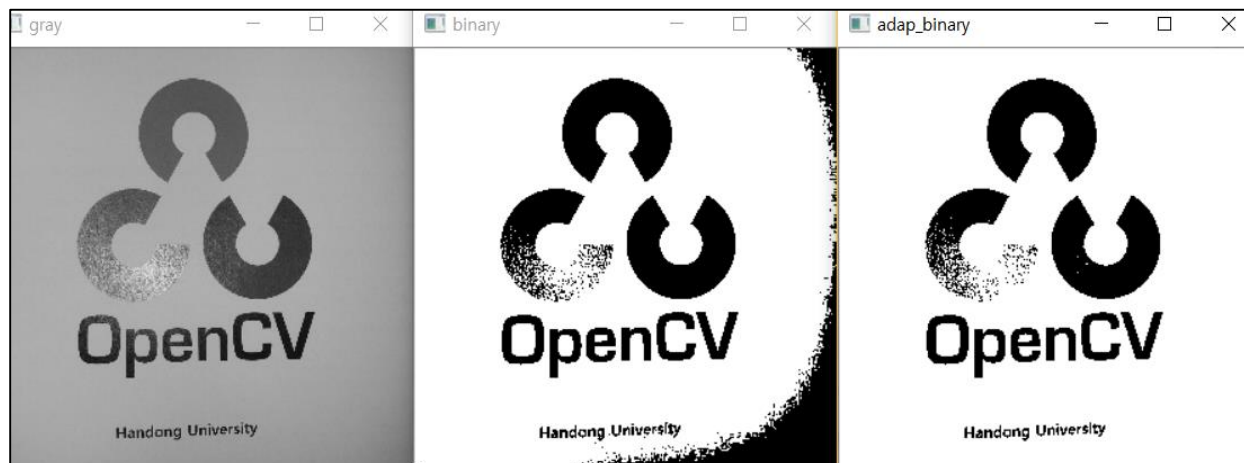 gray
binary
adap_binary
OpenCV
Handong University
OpenCV
Handong University
OpenCV
Handong University